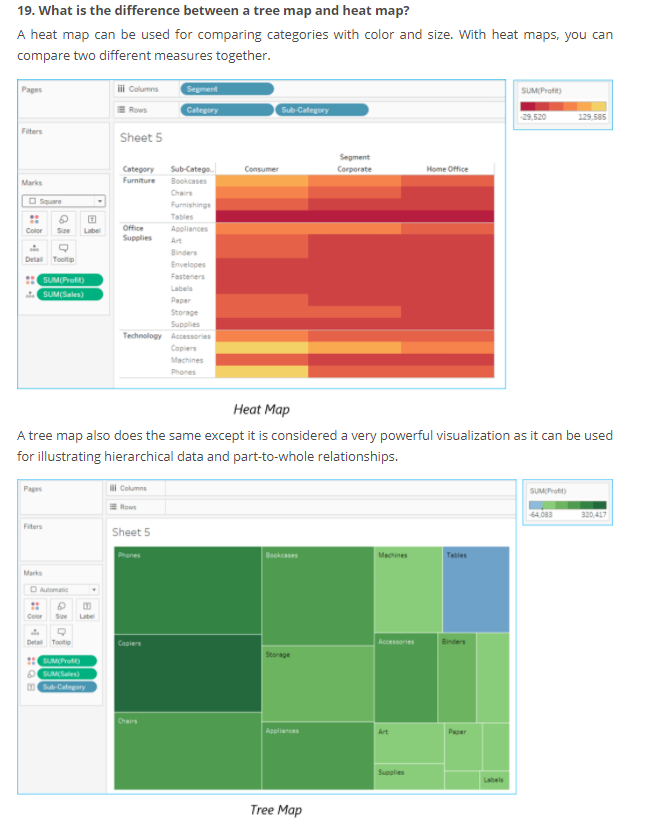 19. What is the difference between a tree map and heat map?
A heat map can be used for comparing categories with color and size. With heat maps, you can
compare two different measures together.
Pages
Columns
Segment
Rows
Category
Sub-Category
SUM(Profit)
-29,520
129,585
Filters
Sheet 5
Segment
Category
Sub-Catego..
Consumer
Corporate
Home Office
Marks
Square
Color
Size
Label
Detail
Tooltip
SUM(Profit)
SUM(Sales)
Furniture
Bookcases
Chairs
Furnishings
Tables
Office
Supplies
Appliances
Art
Binders
Envelopes
Fasteners
Labels
Paper
Storage
Supplies
Technology
Accessories
Copiers
Machines
Phones
Heat Map
A tree map also does the same except it is considered a very powerful visualization as it can be used
for illustrating hierarchical data and part-to-whole relationships.
Pages
Columns
Rows
SUM(Profit)
-64,083
320,417
Filters
Sheet 5
Marks
Automatic
Color
Size
Label
Detail
Tooltip
SUM(Profit)
SUM(Sales)
Sub-Category
Phones
Bookcases
Machines
Tables
Copiers
Storage
Accessories
Binders
Chairs
Appliances
Art
Paper
Supplies
Labels
Tree Map